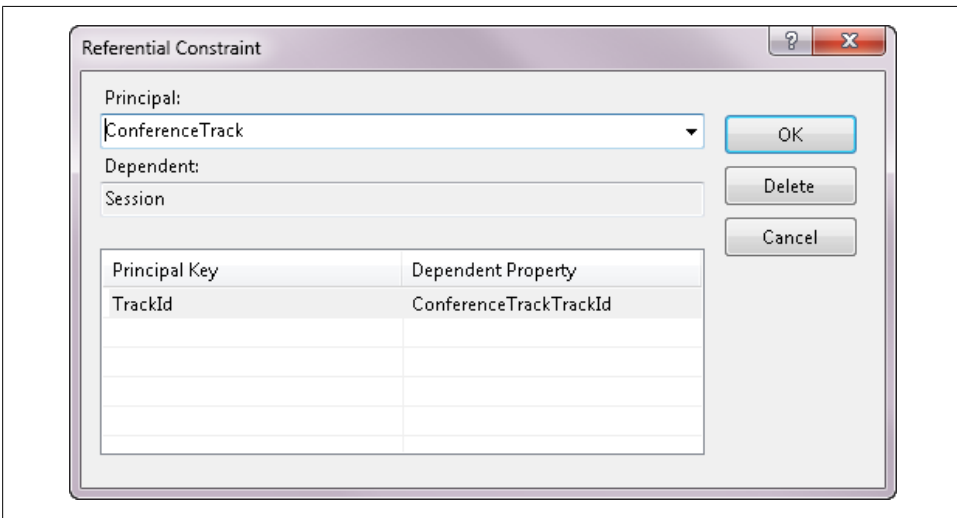 Referential Constraint
Principal:
ConferenceTrack
OK
Dependent:
Delete
Session
Cancel
Principal Key Dependent Property
TrackId ConferenceTrackTrackId